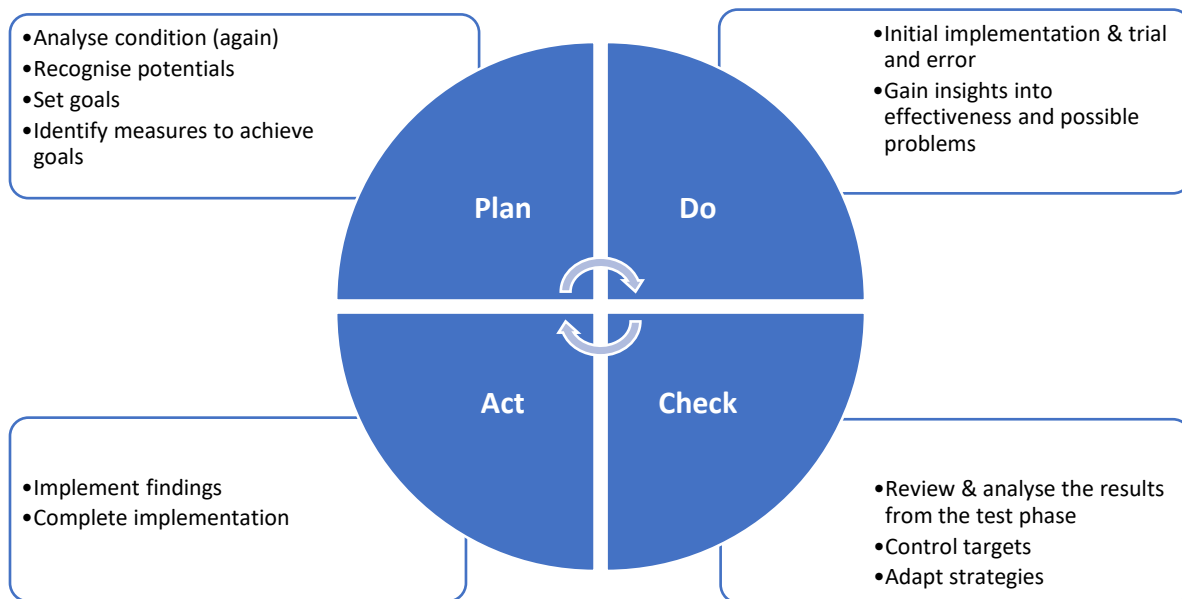 •Analyse condition (again)
•Recognise potentials
•Set goals
•Identify measures to achieve
goals
•Initial implementation & trial
and error
•Gain insights into
effectiveness and possible
problems
Plan
Do
Act
Check
•Implement findings
•Complete implementation
•Review & analyse the results
from the test phase
•Control targets
•Adapt strategies